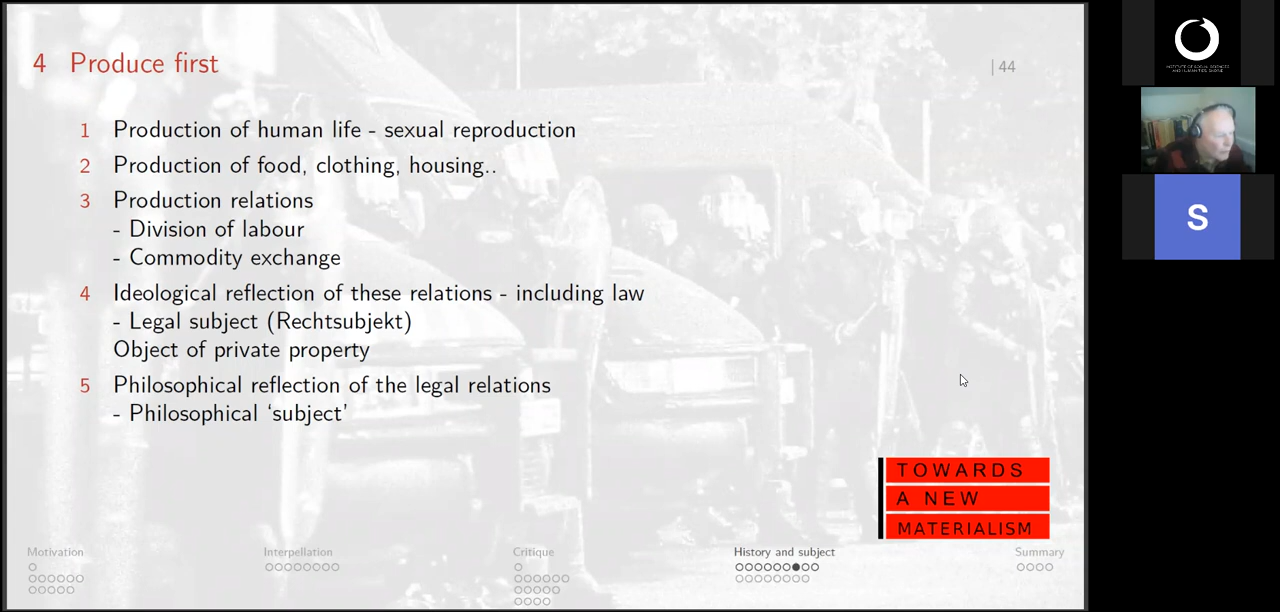 4 Produce first
| 44
1 Production of human life - sexual reproduction
2 Production of food, clothing, housing..
3 Production relations
- Division of labour
- Commodity exchange
4 Ideological reflection of these relations - including law
- Legal subject (Rechtsubjekt)
Object of private property
5 Philosophical reflection of the legal relations
- Philosophical ‘subject’
TOWARDS
A NEW
MATERIALISM
Motivation
Interpellation
Critique
History and subject
Summary
S